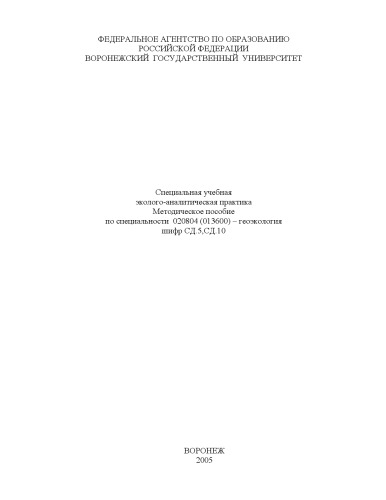 ФЕДЕРАЛЬНОЕ АГЕНТСТВО ПО ОБРАЗОВАНИЮ
РОССИЙСКОЙ ФЕДЕРАЦИИ
ВОРОНЕЖСКИЙ ГОСУДАРСТВЕННЫЙ УНИВЕРСИТЕТ
Специальная учебная
эколого-аналитическая практика
Методическое пособие
по специальности 020804 (013600) – геоэкология
шифр СД.5,СД.10
ВОРОНЕЖ
2005